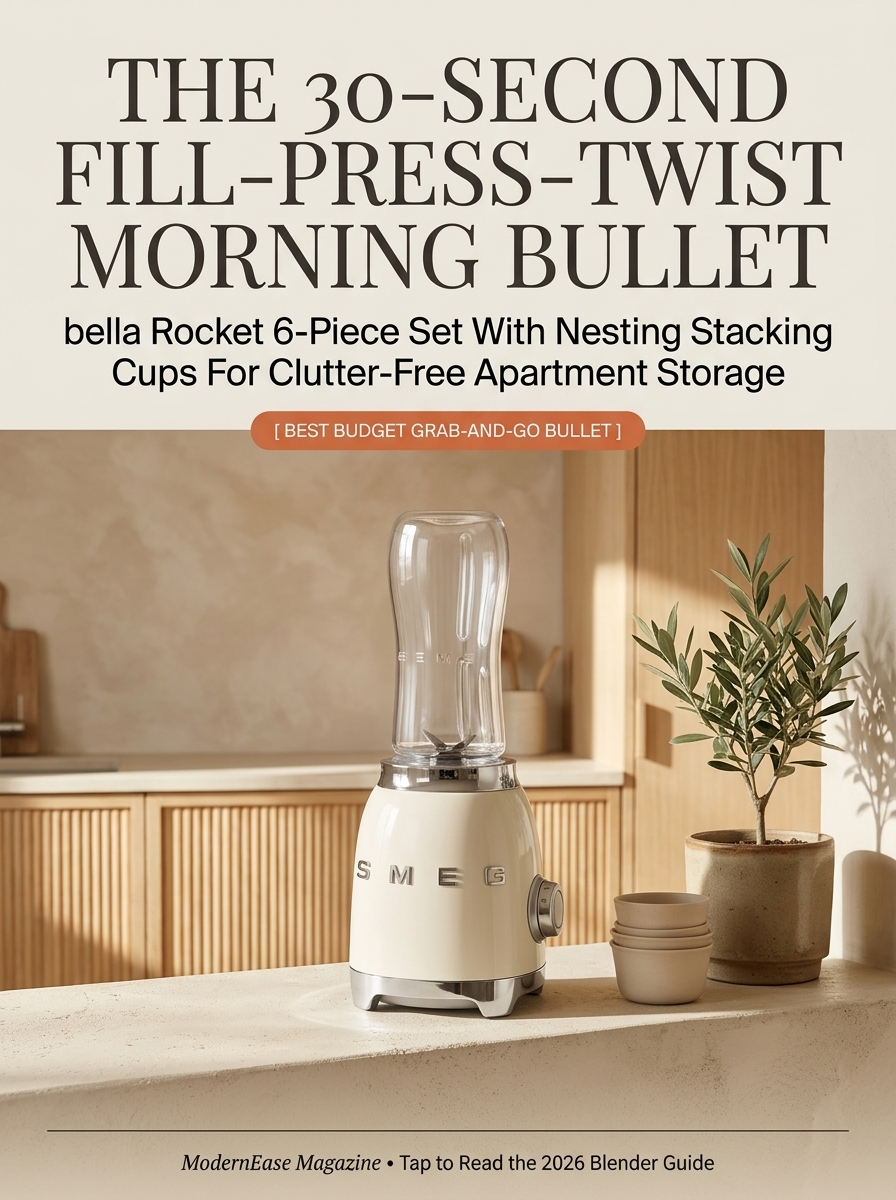 THE 30-SECOND
FILL-PRESS-TWIST
MORNING BULLET
bella Rocket 6-Piece Set With Nesting Stacking
Cups For Clutter-Free Apartment Storage
[ BEST BUDGET GRAB-AND-GO BULLET ]
SMEG
SMEG
ModernEase Magazine • Tap to Read the 2026 Blender Guide